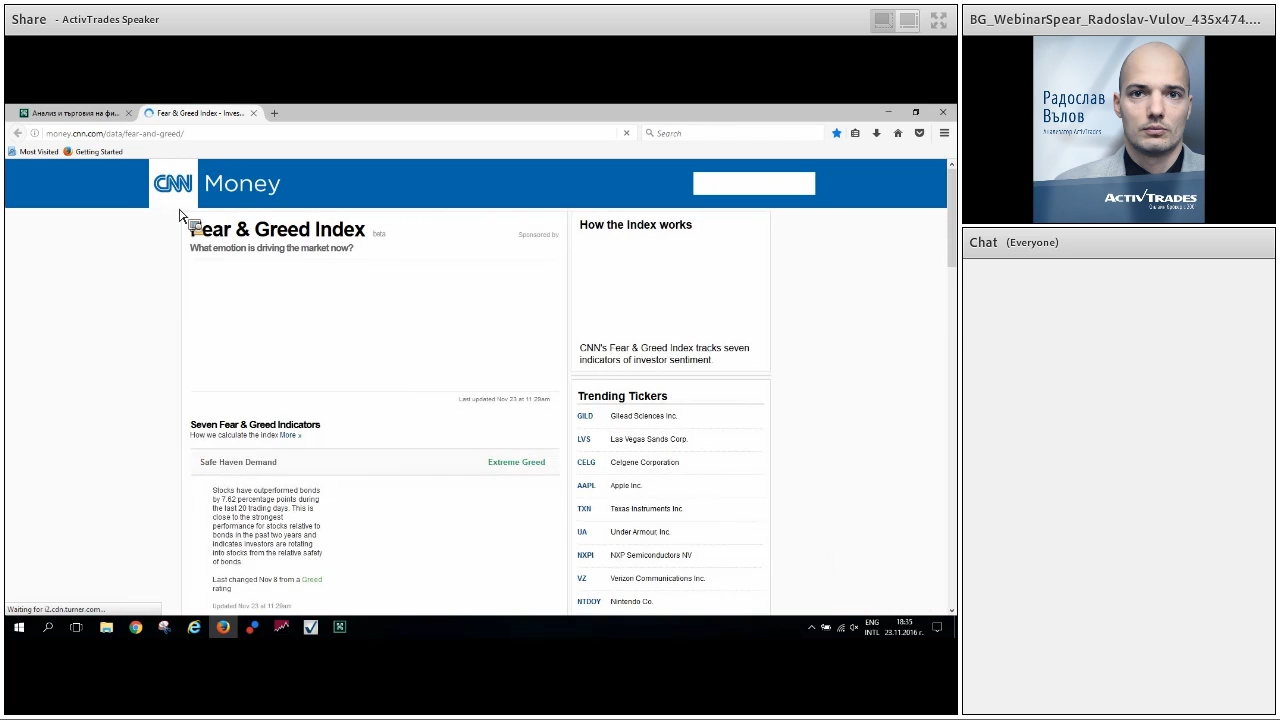 Share - ActivTrades Speaker
BG_WebinarSpear_Radoslav-Vulov_435x474....
Радослав
Вълов
Анализатор ActivTrades
ACTIVTRADES
Chat (Everyone)
Анализ и търговия на фи...
Fear & Greed Index - Inves...
money.cnn.com/data/fear-and-greed/
Search
Most Visited
Getting Started
CNN Money
Fear & Greed Index beta
What emotion is driving the market now?
Sponsored by
Last updated Nov 23 at 11:29am
Seven Fear & Greed Indicators
How we calculate the index More »
Safe Haven Demand
Extreme Greed
Stocks have outperformed bonds
by 7.62 percentage points during
the last 20 trading days. This is
close to the strongest
performance for stocks relative to
bonds in the past two years and
indicates investors are rotating
into stocks from the relative safety
of bonds.
Last changed Nov 8 from a Greed
rating
Updated Nov 23 at 11:29am
How the Index works
CNN's Fear & Greed Index tracks seven
indicators of investor sentiment.
Trending Tickers
GILD Gilead Sciences Inc.
LVS Las Vegas Sands Corp.
CELG Celgene Corporation
AAPL Apple Inc.
TXN Texas Instruments Inc.
UA Under Armour, Inc.
NXPI NXP Semiconductors NV
VZ Verizon Communications Inc.
NTDOY Nintendo Co.
Waiting for i2.cdn.turner.com...
ENG
INTL
18:35
23.11.2016 г.